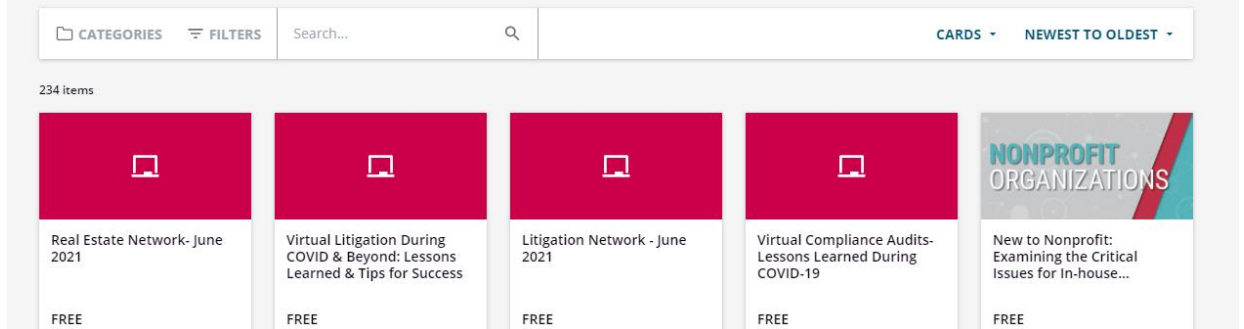 CATEGORIES FILTERS Search... CARDS NEWEST TO OLDEST
234 items
NONPROFIT
ORGANIZATIONS
Real Estate Network- June
2021
FREE
Virtual Litigation During
COVID & Beyond: Lessons
Learned & Tips for Success
FREE
Litigation Network - June
2021
FREE
Virtual Compliance Audits-
Lessons Learned During
COVID-19
FREE
New to Nonprofit:
Examining the Critical
Issues for In-house...
FREE